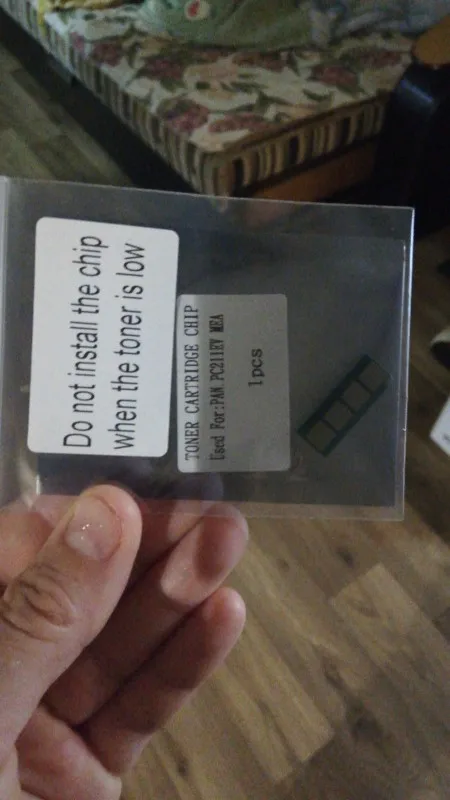 Do not install the chip
when the toner is low
TONER CARTRIDGE CHIP
Used For:PAN PC211EV MEA
1pcs